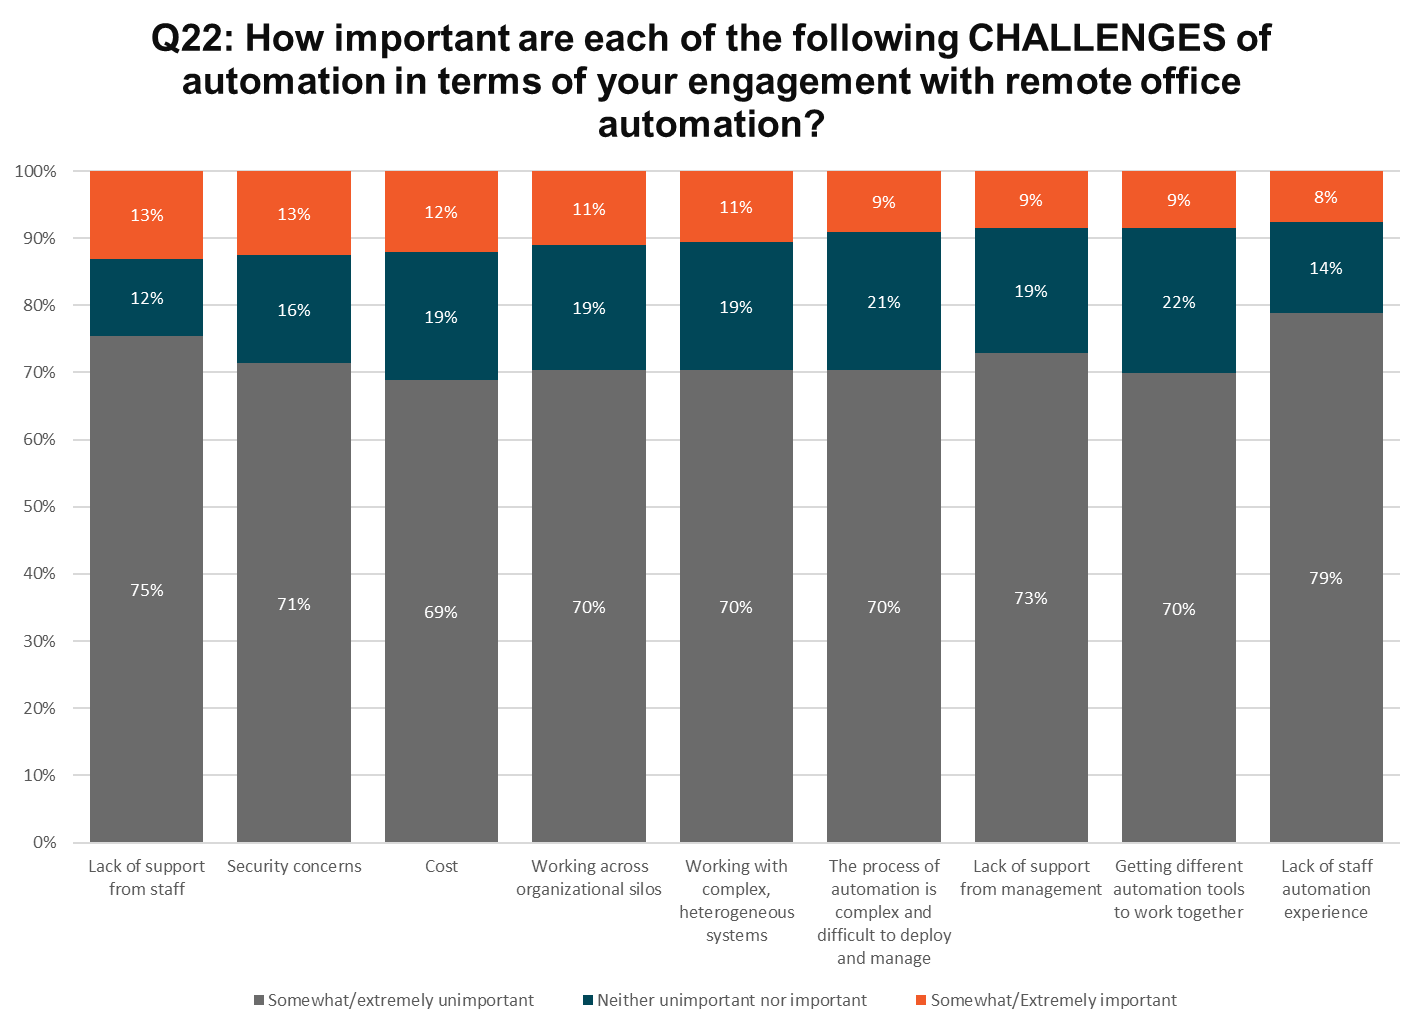 Q22: How important are each of the following CHALLENGES of
automation in terms of your engagement with remote office
automation?
100%
90%
80%
70%
60%
50%
40%
30%
20%
10%
0%
13%
13%
12%
11%
11%
9%
9%
9%
8%
12%
16%
19%
19%
19%
21%
19%
22%
14%
75%
71%
69%
70%
70%
70%
73%
70%
79%
Lack of support
from staff
Security concerns
Cost
Working across
organizational silos
Working with
complex,
heterogeneous
systems
The process of
automation is
complex and
difficult to deploy
and manage
Lack of support
from management
Getting different
automation tools
to work together
Lack of staff
automation
experience
Somewhat/extremely unimportant
Neither unimportant nor important
Somewhat/Extremely important